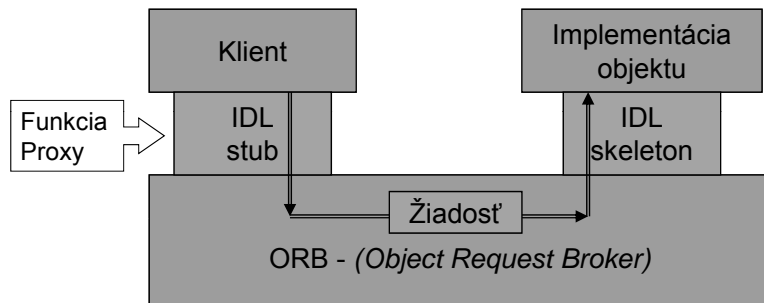 Klient
Implementácia
objektu
Funkcia
Proxy
IDL
stub
IDL
skeleton
Žiadosť
ORB - (Object Request Broker)